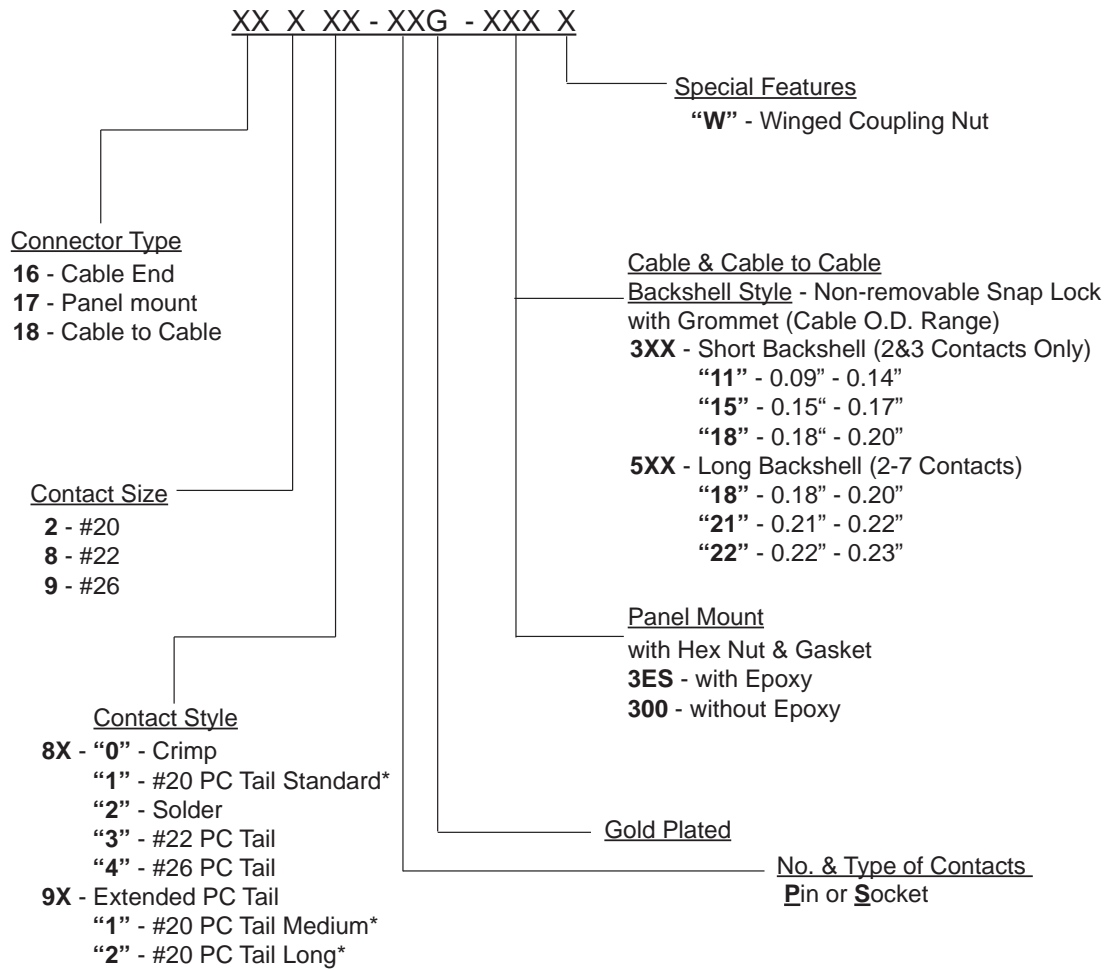 XX X XX - XXG - XXX X
Special Features
“W” - Winged Coupling Nut
Connector Type
16 - Cable End
17 - Panel mount
18 - Cable to Cable
Cable & Cable to Cable
Backshell Style - Non-removable Snap Lock
with Grommet (Cable O.D. Range)
3XX - Short Backshell (2&3 Contacts Only)
“11” - 0.09” - 0.14”
“15” - 0.15“ - 0.17”
“18” - 0.18“ - 0.20”
5XX - Long Backshell (2-7 Contacts)
“18” - 0.18” - 0.20”
“21” - 0.21” - 0.22”
“22” - 0.22” - 0.23”
Contact Size
2 - #20
8 - #22
9 - #26
Panel Mount
with Hex Nut & Gasket
3ES - with Epoxy
300 - without Epoxy
Contact Style
8X - “0” - Crimp
“1” - #20 PC Tail Standard*
“2” - Solder
“3” - #22 PC Tail
“4” - #26 PC Tail
9X - Extended PC Tail
“1” - #20 PC Tail Medium*
“2” - #20 PC Tail Long*
Gold Plated
No. & Type of Contacts
Pin or Socket